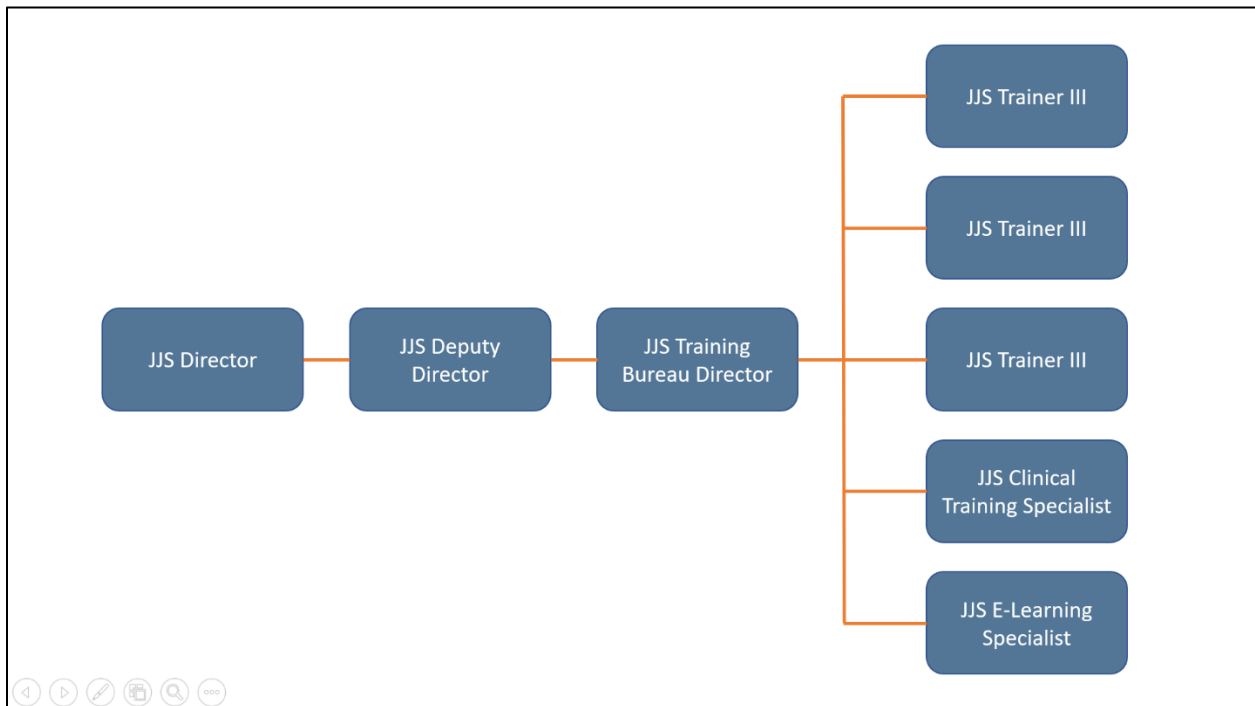 JJS Director
JJS Deputy
Director
JJS Training
Bureau Director
JJS Trainer III
JJS Trainer III
JJS Trainer III
JJS Clinical
Training Specialist
JJS E-Learning
Specialist